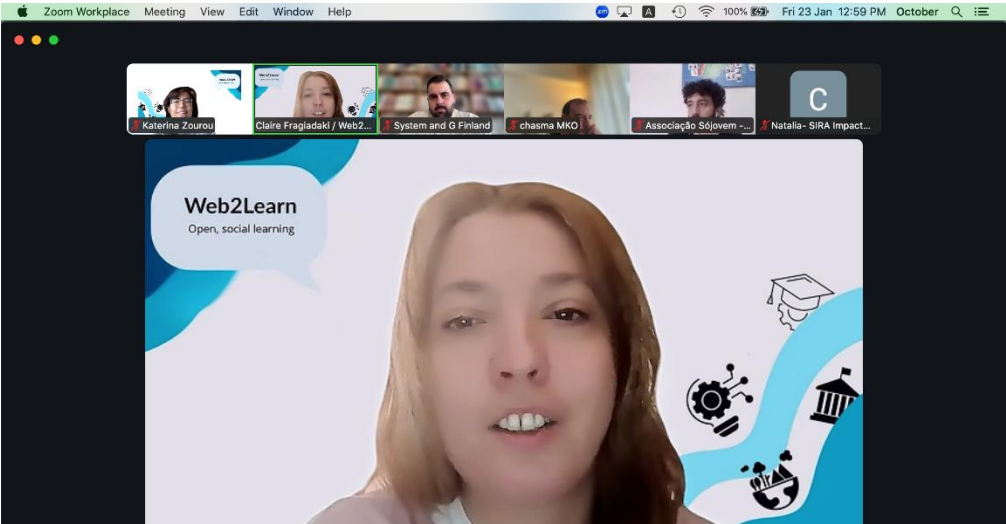 Zoom Workplace Meeting View Edit Window Help zm A 100% Fri 23 Jan 12:59 PM October
Katerina Zourou
Claire Fragiadaki / Web2...
System and G Finland
chasma MKO
Associação Sójovem -...
C
Natalia- SIRA Impact...
Web2Learn
Open, social learning